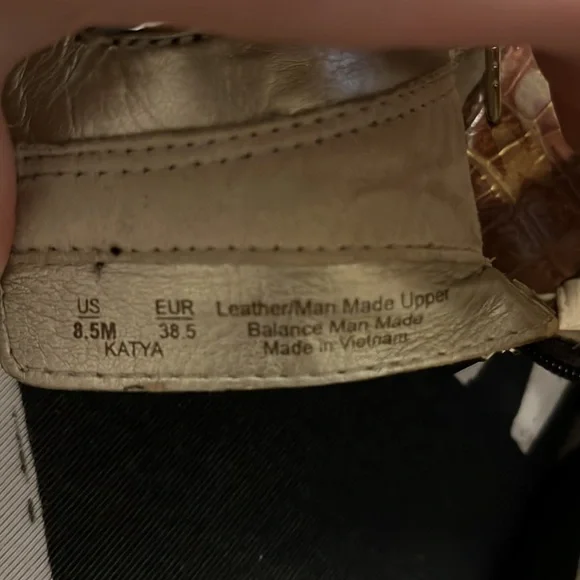 US EUR Leather/Man Made Upper
8.5M 38.5 Balance Man Made
KATYA Made in Vietnam